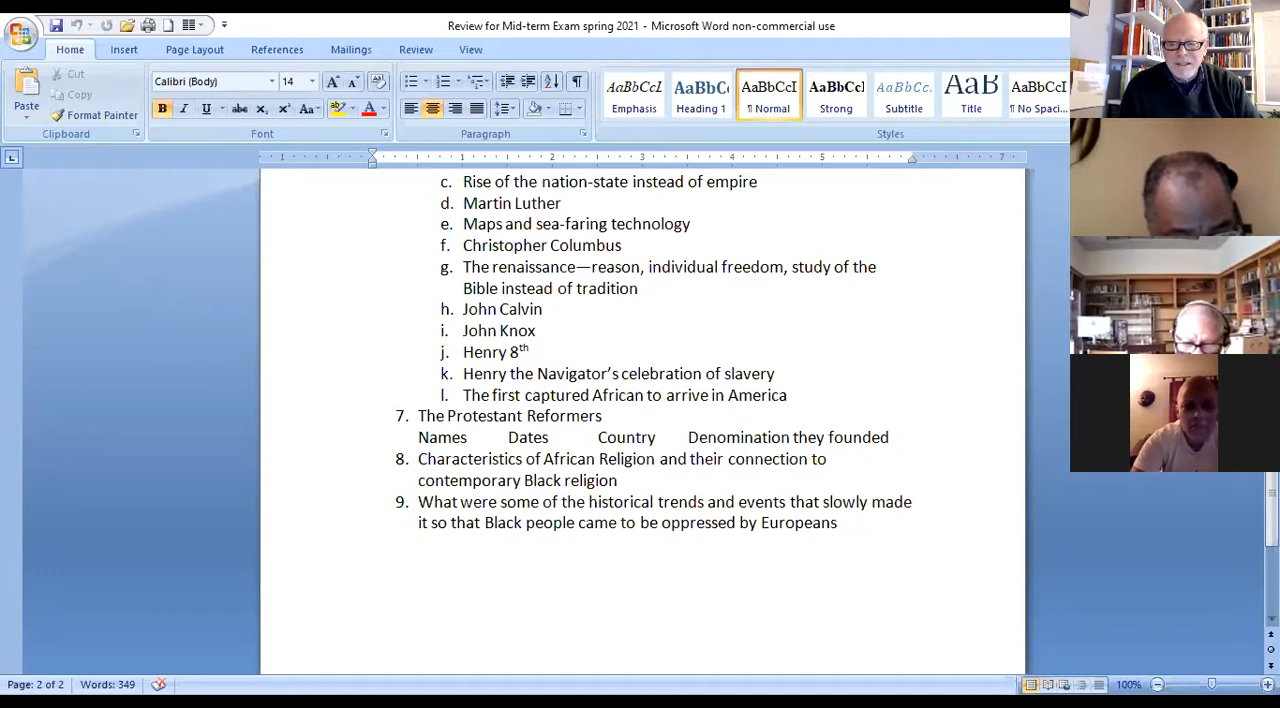 Review for Mid-term Exam spring 2021 - Microsoft Word non-commercial use
Home Insert Page Layout References Mailings Review View
Paste
Cut
Copy
Format Painter
Clipboard
Calibri (Body) 14
Font
Paragraph
AaBbCcI AaBbC AaBbCcI AaBbCcI AaBbCc. AaB AaBbCcI
Emphasis Heading 1 ¶ Normal Strong Subtitle Title ¶ No Spaci...
Styles
1 1 2 3 4 5 7
c. Rise of the nation-state instead of empire
d. Martin Luther
e. Maps and sea-faring technology
f. Christopher Columbus
g. The renaissance—reason, individual freedom, study of the
Bible instead of tradition
h. John Calvin
i. John Knox
j. Henry 8th
k. Henry the Navigator's celebration of slavery
l. The first captured African to arrive in America
7. The Protestant Reformers
Names Dates Country Denomination they founded
8. Characteristics of African Religion and their connection to
contemporary Black religion
9. What were some of the historical trends and events that slowly made
it so that Black people came to be oppressed by Europeans
Page: 2 of 2 Words: 349 100%